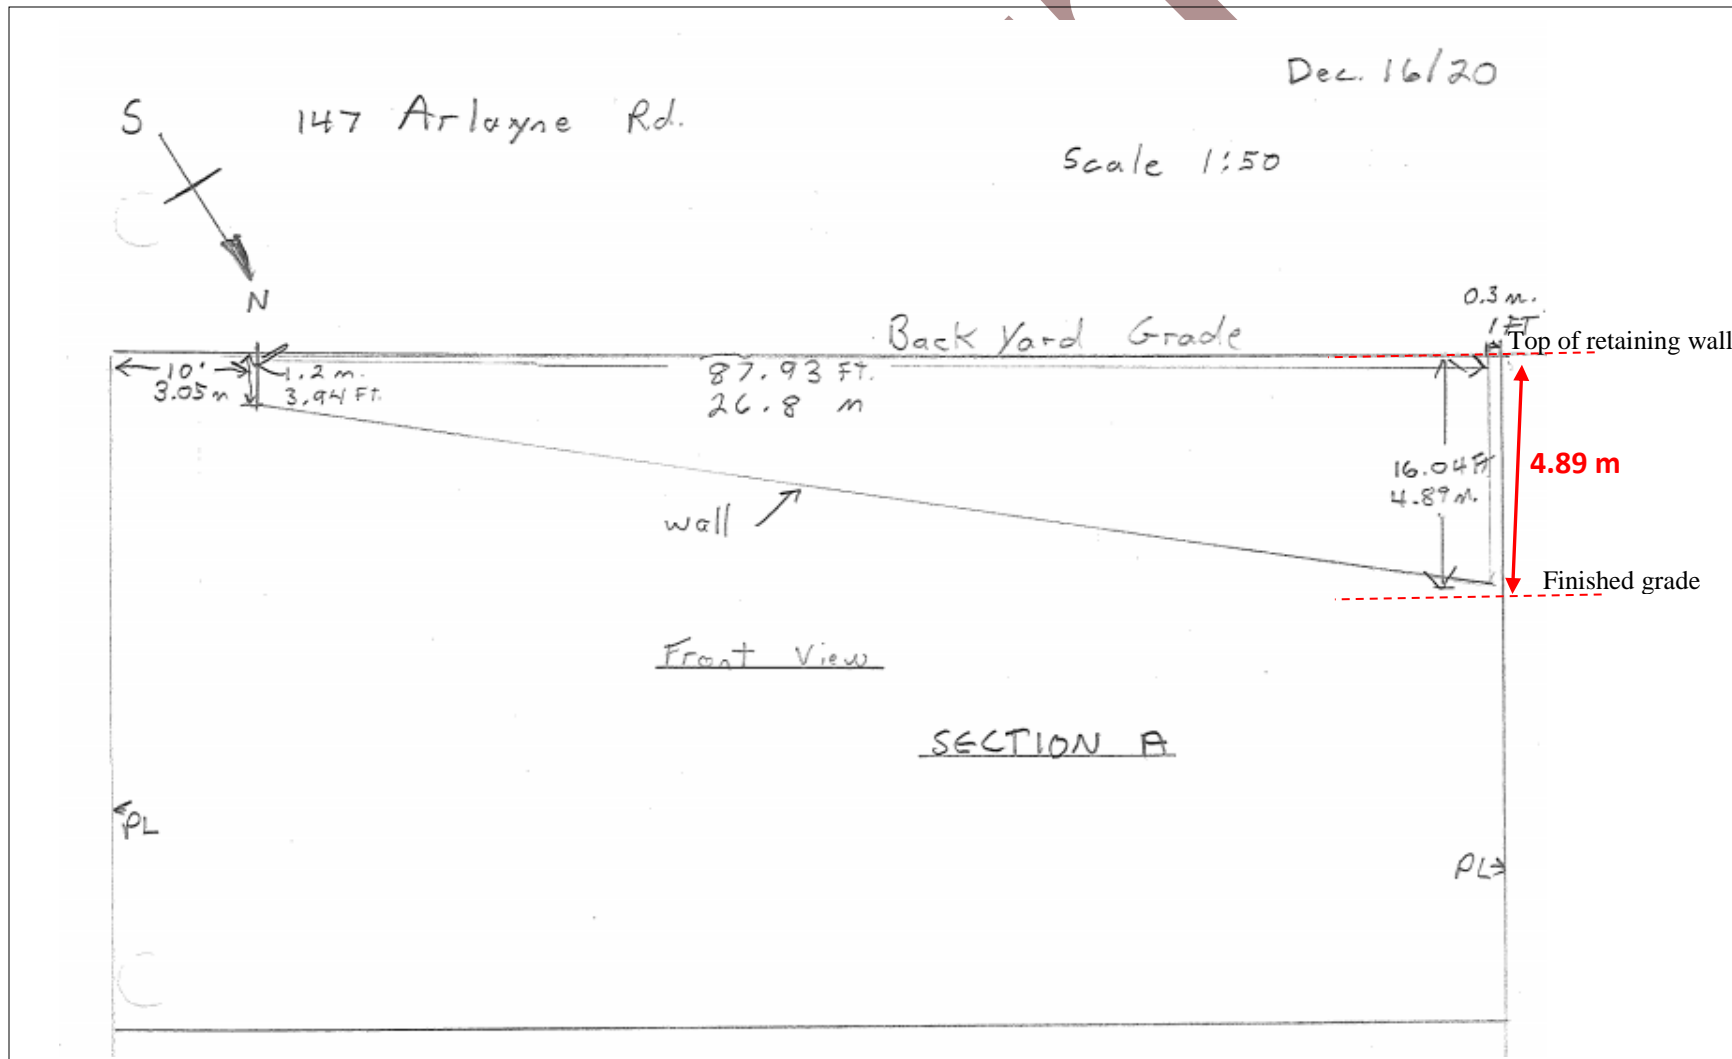 Dec. 16/20
S
147 Arlayne Rd.
Scale 1:50
N
0.3 m.
1 FT
Back Yard Grade
Top of retaining wall
10'
3.05 m
1.2 m.
3.94 FT.
87.93 FT.
26.8 m
16.04 Ft
4.89 m.
4.89 m
wall
Finished grade
Front View
SECTION A
PL
PL